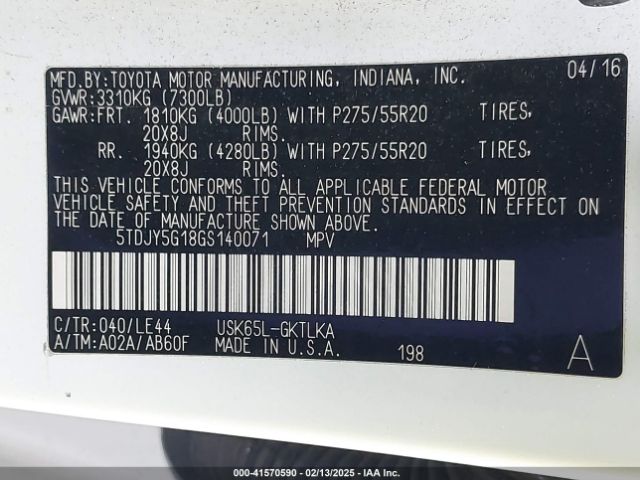 MFD.BY:TOYOTA MOTOR MANUFACTURING, INDIANA, INC. 04/16
GVWR:3310KG (7300LB)
GAWR:FRT. 1810KG (4000LB) WITH P275/55R20 TIRES,
20X8J RIMS.
RR. 1940KG (4280LB) WITH P275/55R20 TIRES,
20X8J RIMS.
THIS VEHICLE CONFORMS TO ALL APPLICABLE FEDERAL MOTOR
VEHICLE SAFETY AND THEFT PREVENTION STANDARDS IN EFFECT ON
THE DATE OF MANUFACTURE SHOWN ABOVE.
5TDJY5G18GS140071 MPV
C/TR:040/LE44 USK65L-GKTLKA
A/TM:A02A/AB60F MADE IN U.S.A. 198 A
000-41570590 - 02/13/2025 - IAAI.COM